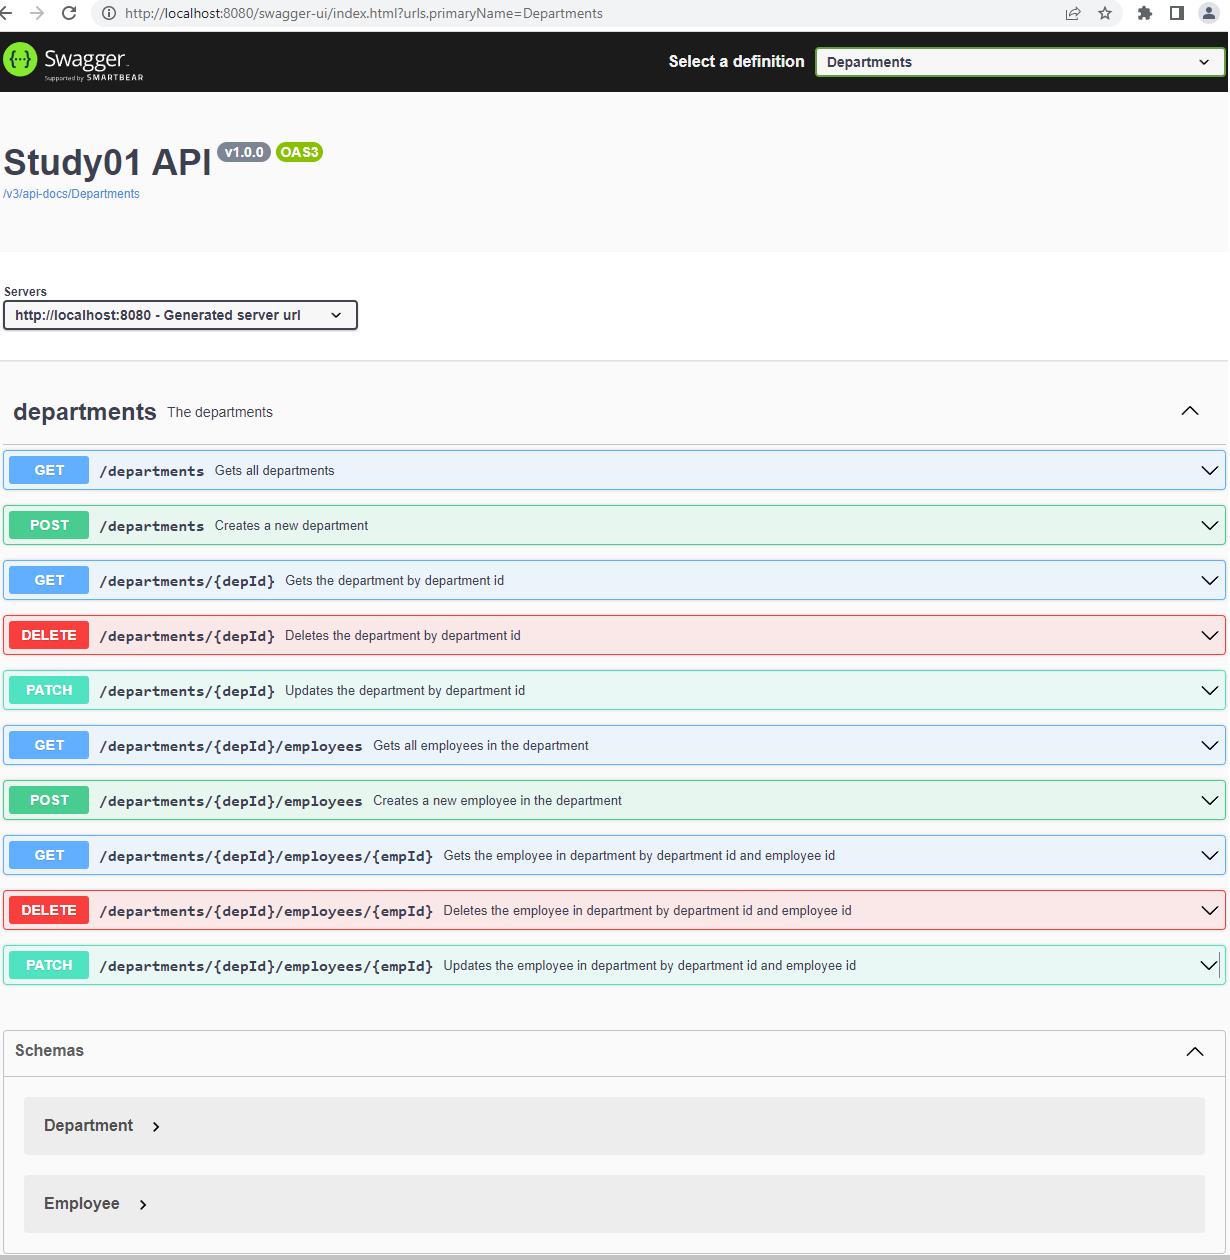 http://localhost:8080/swagger-ui/index.html?urls.primaryName=Departments
Swagger
Supported by SMARTBEAR
Select a definition
Departments
Study01 API v1.0.0 OAS3
/v3/api-docs/Departments
Servers
http://localhost:8080 - Generated server url
departments The departments
GET /departments Gets all departments
POST /departments Creates a new department
GET /departments/{depId} Gets the department by department id
DELETE /departments/{depId} Deletes the department by department id
PATCH /departments/{depId} Updates the department by department id
GET /departments/{depId}/employees Gets all employees in the department
POST /departments/{depId}/employees Creates a new employee in the department
GET /departments/{depId}/employees/{empId} Gets the employee in department by department id and employee id
DELETE /departments/{depId}/employees/{empId} Deletes the employee in department by department id and employee id
PATCH /departments/{depId}/employees/{empId} Updates the employee in department by department id and employee id
Schemas
Department
Employee